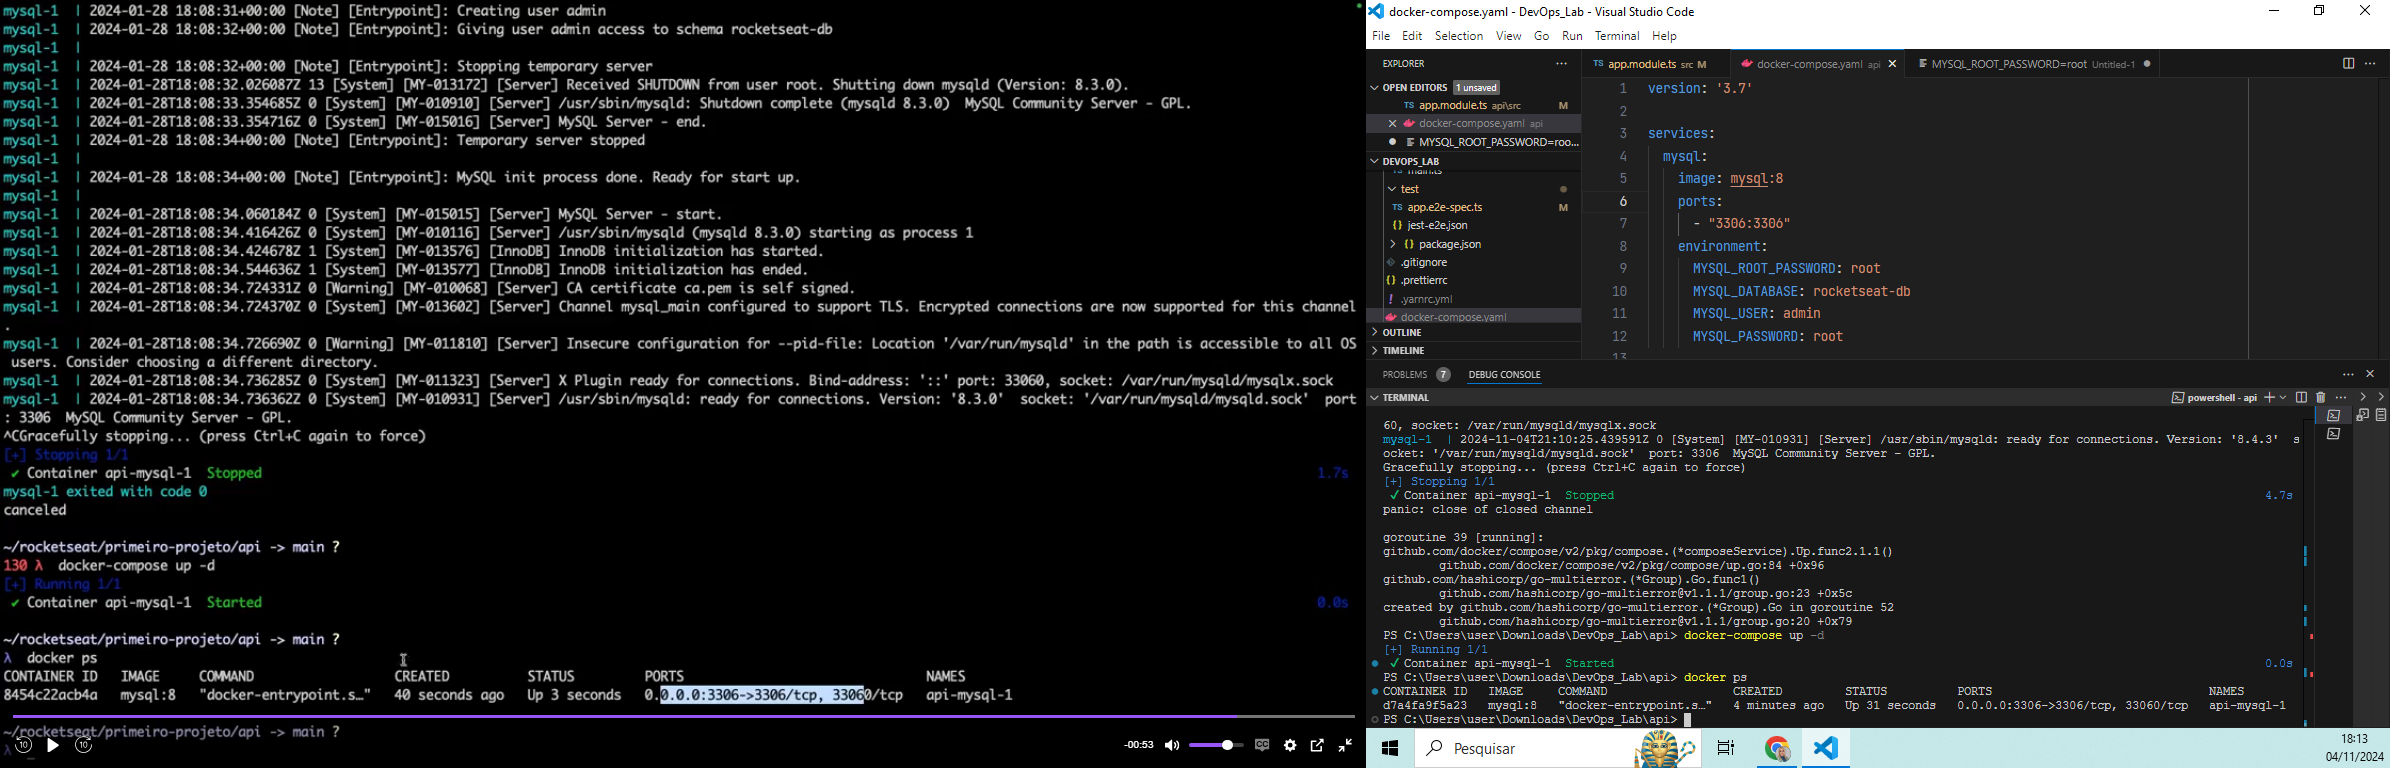 mysql-1  | 2024-01-28 18:08:31+00:00 [Note] [Entrypoint]: Creating user admin
mysql-1  | 2024-01-28 18:08:32+00:00 [Note] [Entrypoint]: Giving user admin access to schema rocketseat-db
mysql-1  |
mysql-1  | 2024-01-28 18:08:32+00:00 [Note] [Entrypoint]: Stopping temporary server
mysql-1  | 2024-01-28T18:08:32.026087Z 13 [System] [MY-013172] [Server] Received SHUTDOWN from user root. Shutting down mysqld (Version: 8.3.0).
mysql-1  | 2024-01-28T18:08:33.354685Z 0 [System] [MY-010910] [Server] /usr/sbin/mysqld: Shutdown complete (mysqld 8.3.0)  MySQL Community Server - GPL.
mysql-1  | 2024-01-28T18:08:33.354716Z 0 [System] [MY-015016] [Server] MySQL Server - end.
mysql-1  | 2024-01-28 18:08:34+00:00 [Note] [Entrypoint]: Temporary server stopped
mysql-1  |
mysql-1  | 2024-01-28 18:08:34+00:00 [Note] [Entrypoint]: MySQL init process done. Ready for start up.
mysql-1  |
mysql-1  | 2024-01-28T18:08:34.060184Z 0 [System] [MY-015015] [Server] MySQL Server - start.
mysql-1  | 2024-01-28T18:08:34.416426Z 0 [System] [MY-010116] [Server] /usr/sbin/mysqld (mysqld 8.3.0) starting as process 1
mysql-1  | 2024-01-28T18:08:34.424678Z 1 [System] [MY-013576] [InnoDB] InnoDB initialization has started.
mysql-1  | 2024-01-28T18:08:34.544636Z 1 [System] [MY-013577] [InnoDB] InnoDB initialization has ended.
mysql-1  | 2024-01-28T18:08:34.724331Z 0 [Warning] [MY-010068] [Server] CA certificate ca.pem is self signed.
mysql-1  | 2024-01-28T18:08:34.724370Z 0 [System] [MY-013602] [Server] Channel mysql_main configured to support TLS. Encrypted connections are now supported for this channel
.
mysql-1  | 2024-01-28T18:08:34.726690Z 0 [Warning] [MY-011810] [Server] Insecure configuration for --pid-file: Location '/var/run/mysqld' in the path is accessible to all OS
users. Consider choosing a different directory.
mysql-1  | 2024-01-28T18:08:34.736285Z 0 [System] [MY-011323] [Server] X Plugin ready for connections. Bind-address: '::' port: 33060, socket: /var/run/mysqld/mysqlx.sock
mysql-1  | 2024-01-28T18:08:34.736362Z 0 [System] [MY-010931] [Server] /usr/sbin/mysqld: ready for connections. Version: '8.3.0'  socket: '/var/run/mysqld/mysqld.sock'  port
: 3306  MySQL Community Server - GPL.
^CGracefully stopping... (press Ctrl+C again to force)
[+] Stopping 1/1
✔ Container api-mysql-1  Stopped 1.7s
mysql-1 exited with code 0
canceled
~/rocketseat/primeiro-projeto/api -> main ?
130 λ  docker-compose up -d
[+] Running 1/1
✔ Container api-mysql-1  Started 0.0s
~/rocketseat/primeiro-projeto/api -> main ?
λ  docker ps
CONTAINER ID   IMAGE     COMMAND                  CREATED          STATUS         PORTS                               NAMES
8454c22acb4a   mysql:8   "docker-entrypoint.s…"   40 seconds ago   Up 3 seconds   0.0.0.0:3306->3306/tcp, 33060/tcp   api-mysql-1
~/rocketseat/primeiro-projeto/api -> main ?
λ
10 10 -00:53 CC
docker-compose.yaml - DevOps_Lab - Visual Studio Code
File Edit Selection View Go Run Terminal Help
EXPLORER ···
OPEN EDITORS 1 unsaved
app.module.ts api\src M
docker-compose.yaml api
MYSQL_ROOT_PASSWORD=roo...
DEVOPS_LAB
main.ts
test
TS app.e2e-spec.ts M
{} jest-e2e.json
{} package.json
.gitignore
{} .prettierrc
! .yarnrc.yml
docker-compose.yaml
OUTLINE
TIMELINE
TS app.module.ts src M
docker-compose.yaml api
MYSQL_ROOT_PASSWORD=root Untitled-1
1 version: '3.7'
2
3 services:
4 mysql:
5 image: mysql:8
6 ports:
7 - "3306:3306"
8 environment:
9 MYSQL_ROOT_PASSWORD: root
10 MYSQL_DATABASE: rocketseat-db
11 MYSQL_USER: admin
12 MYSQL_PASSWORD: root
13
PROBLEMS 7 DEBUG CONSOLE
TERMINAL powershell - api
60, socket: /var/run/mysqld/mysqlx.sock
mysql-1  | 2024-11-04T21:10:25.439591Z 0 [System] [MY-010931] [Server] /usr/sbin/mysqld: ready for connections. Version: '8.4.3'  s
ocket: '/var/run/mysqld/mysqld.sock'  port: 3306  MySQL Community Server - GPL.
Gracefully stopping... (press Ctrl+C again to force)
[+] Stopping 1/1
✔ Container api-mysql-1  Stopped 4.7s
panic: close of closed channel
goroutine 39 [running]:
github.com/docker/compose/v2/pkg/compose.(*composeService).Up.func2.1.1()
github.com/docker/compose/v2/pkg/compose/up.go:84 +0x96
github.com/hashicorp/go-multierror.(*Group).Go.func1()
github.com/hashicorp/go-multierror@v1.1.1/group.go:23 +0x5c
created by github.com/hashicorp/go-multierror.(*Group).Go in goroutine 52
github.com/hashicorp/go-multierror@v1.1.1/group.go:20 +0x79
PS C:\Users\user\Downloads\DevOps_Lab\api> docker-compose up -d
[+] Running 1/1
✔ Container api-mysql-1  Started 0.0s
PS C:\Users\user\Downloads\DevOps_Lab\api> docker ps
CONTAINER ID   IMAGE     COMMAND                  CREATED         STATUS          PORTS                               NAMES
d7a4fa9f5a23   mysql:8   "docker-entrypoint.s…"   4 minutes ago   Up 31 seconds   0.0.0.0:3306->3306/tcp, 33060/tcp   api-mysql-1
PS C:\Users\user\Downloads\DevOps_Lab\api>
Pesquisar
18:13
04/11/2024